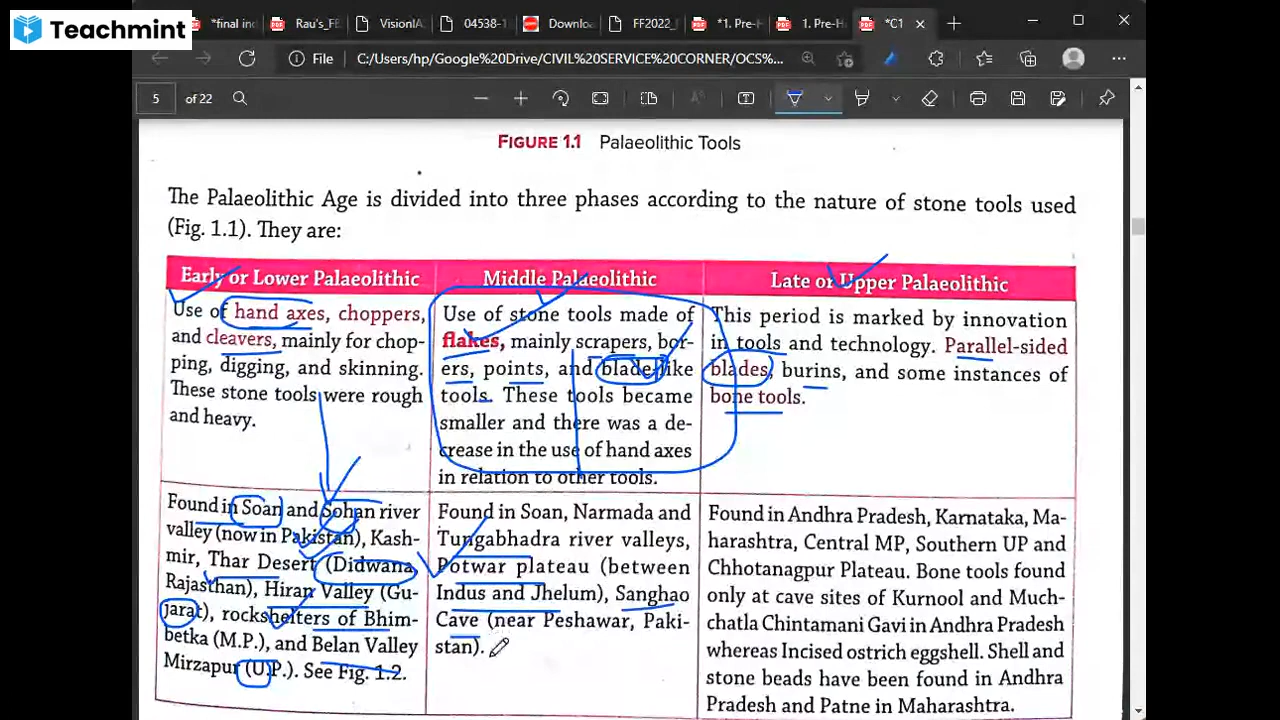 Teachmint
*final in
Rau's_FE
VisionIA
04538-1
Downloa
FF2022_I
*1. Pre-H
1. Pre-H
*C1
File
C:/Users/hp/Google%20Drive/CIVIL%20SERVICE%20CORNER/OCS%...
5 of 22
FIGURE 1.1 Palaeolithic Tools
The Palaeolithic Age is divided into three phases according to the nature of stone tools used
(Fig. 1.1). They are:
Early or Lower Palaeolithic
Use of hand axes, choppers,
and cleavers, mainly for chop-
ping, digging, and skinning.
These stone tools were rough
and heavy.
Middle Palaeolithic
Use of stone tools made of
flakes, mainly scrapers, bor-
ers, points, and blade-like
tools. These tools became
smaller and there was a de-
crease in the use of hand axes
in relation to other tools.
Late or Upper Palaeolithic
This period is marked by innovation
in tools and technology. Parallel-sided
blades, burins, and some instances of
bone tools.
Found in Soan and Sohan river
valley (now in Pakistan), Kash-
mir, Thar Desert (Didwana,
Rajasthan), Hiran Valley (Gu-
jarat), rockshelters of Bhim-
betka (M.P.), and Belan Valley
Mirzapur (U.P.). See Fig. 1.2.
Found in Soan, Narmada and
Tungabhadra river valleys,
Potwar plateau (between
Indus and Jhelum), Sanghao
Cave (near Peshawar, Paki-
stan).
Found in Andhra Pradesh, Karnataka, Ma-
harashtra, Central MP, Southern UP and
Chhotanagpur Plateau. Bone tools found
only at cave sites of Kurnool and Much-
chatla Chintamani Gavi in Andhra Pradesh
whereas Incised ostrich eggshell. Shell and
stone beads have been found in Andhra
Pradesh and Patne in Maharashtra.